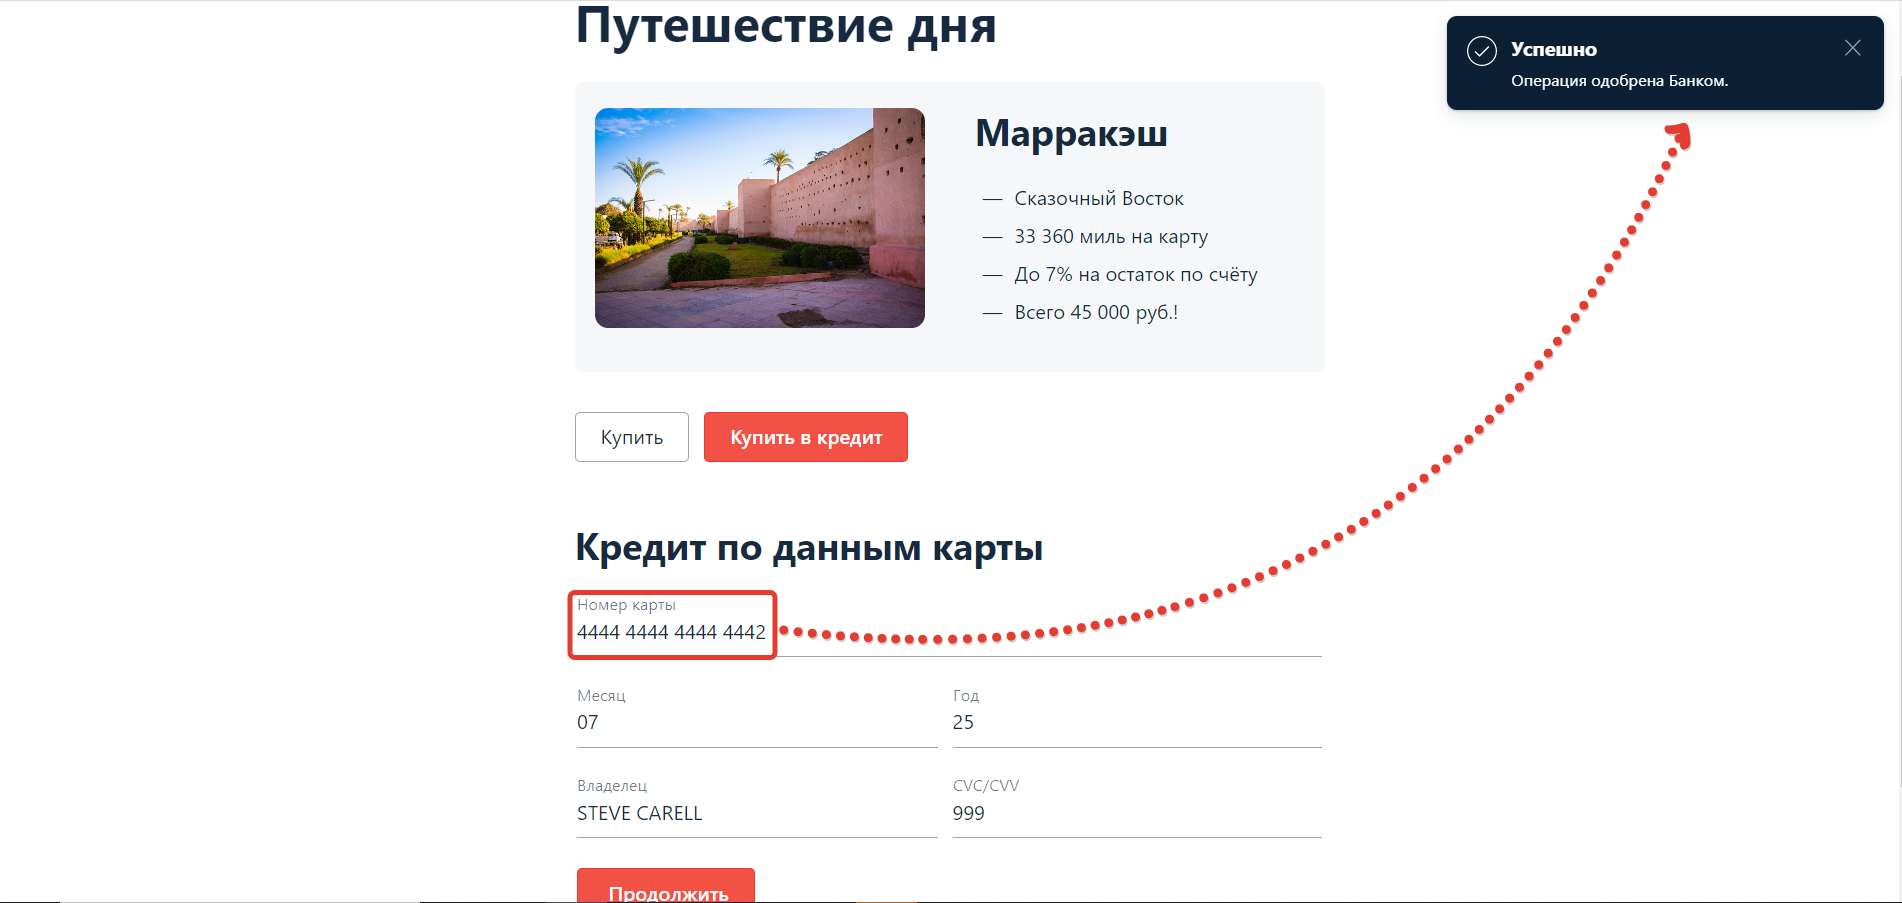 Путешествие дня
Успешно
Операция одобрена Банком.
Марракэш
— Сказочный Восток
— 33 360 миль на карту
— До 7% на остаток по счёту
— Всего 45 000 руб.!
Купить
Купить в кредит
Кредит по данным карты
Номер карты
4444 4444 4444 4442
Месяц
07
Год
25
Владелец
STEVE CARELL
CVC/CVV
999
Продолжить